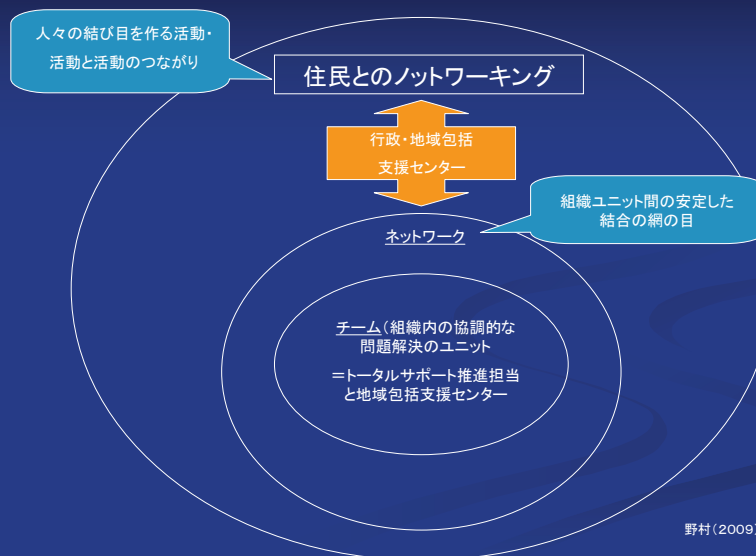 人々の結び目を作る活動・
活動と活動のつながり
住民とのノットワーキング
行政・地域包括
支援センター
組織ユニット間の安定した
結合の網の目
ネットワーク
チーム(組織内の協調的な
問題解決のユニット
=トータルサポート推進担当
と地域包括支援センター
野村(2009)